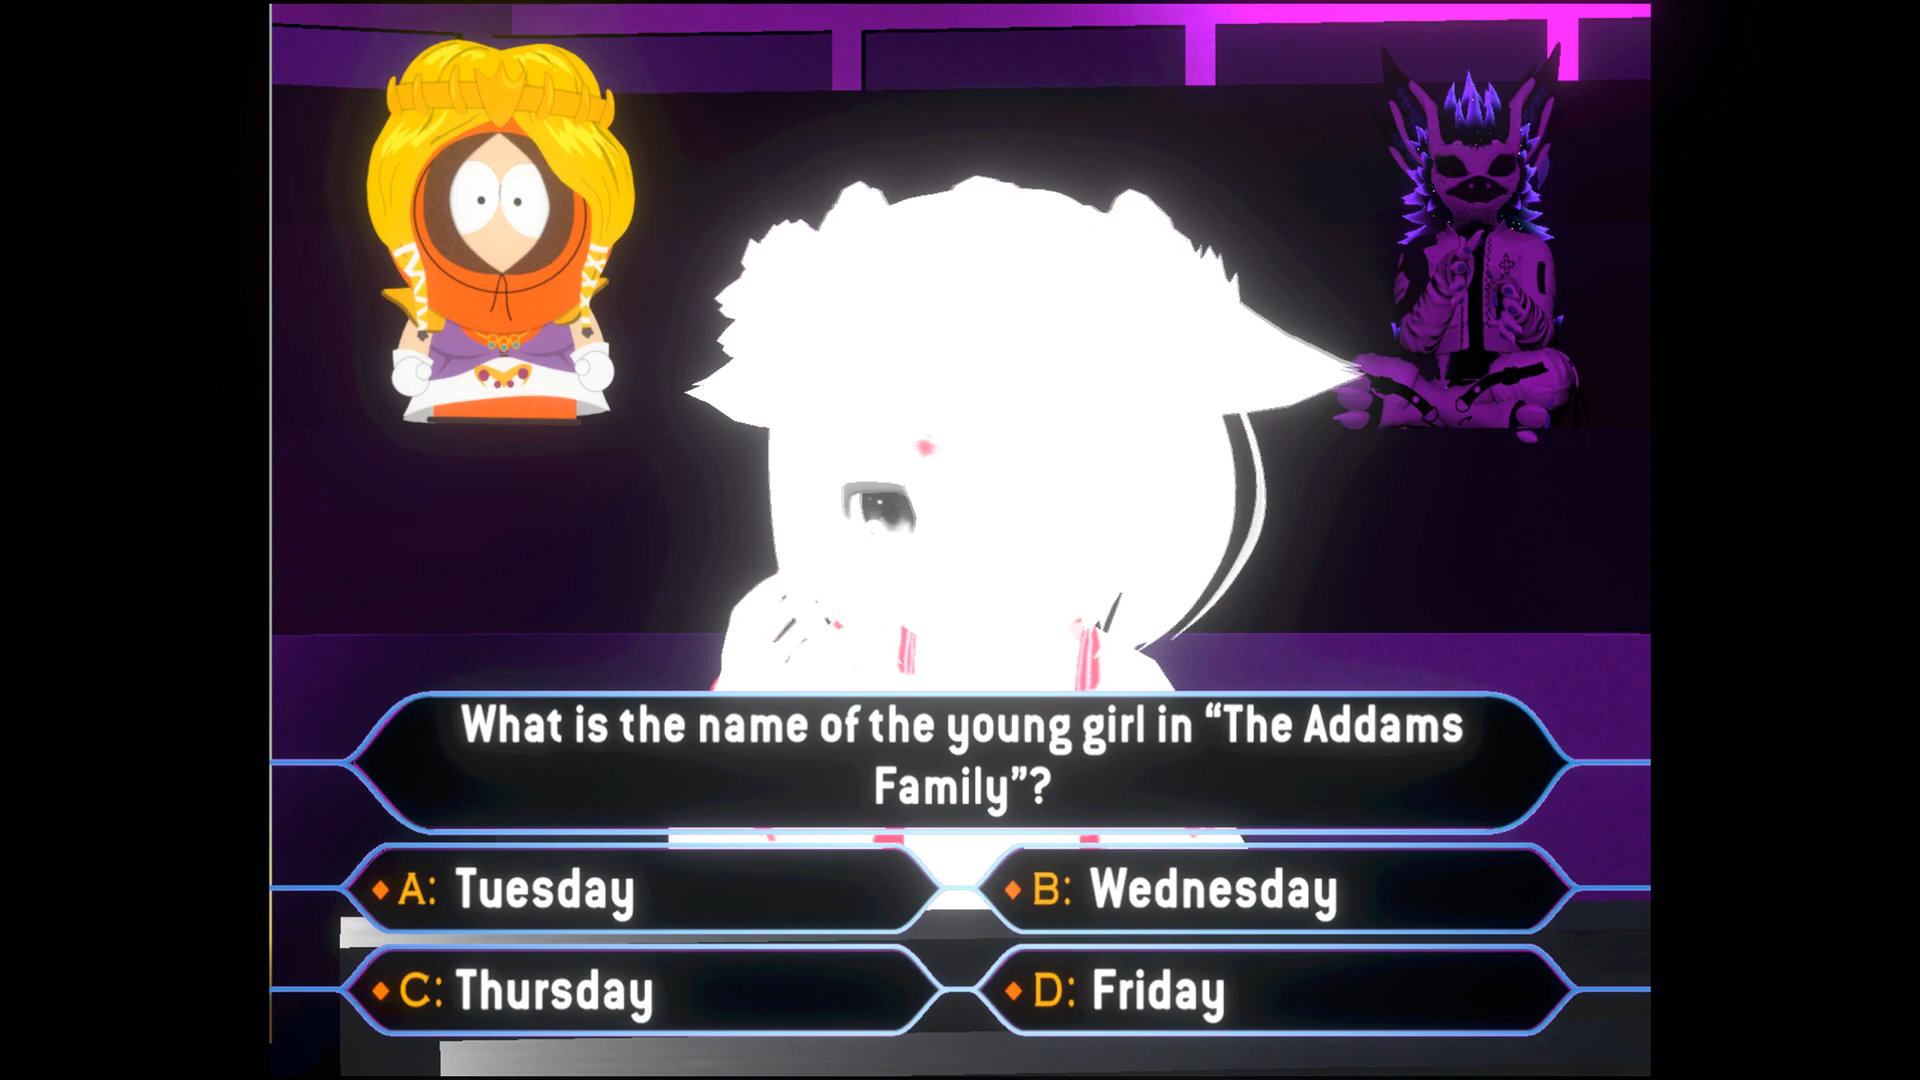 What is the name of the young girl in “The Addams
Family”?
A: Tuesday
B: Wednesday
C: Thursday
D: Friday